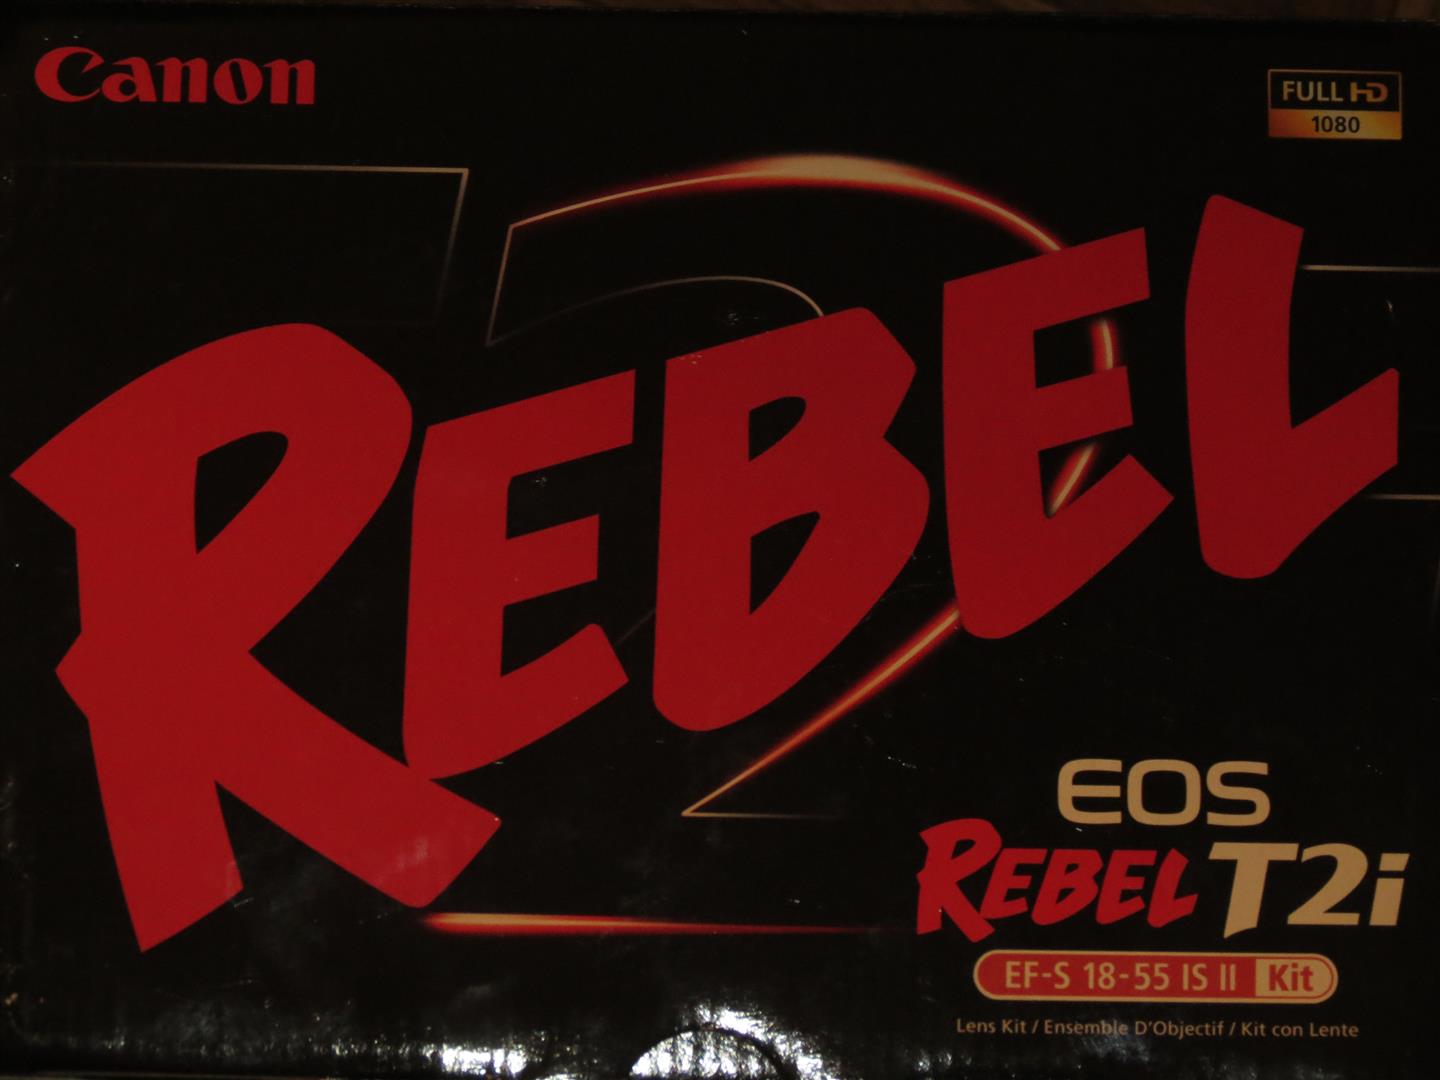 Canon
FULL HD
1080
REBEL
EOS
REBEL T2i
EF-S 18-55 IS II Kit
Lens Kit / Ensemble D'Objectif / Kit con Lente